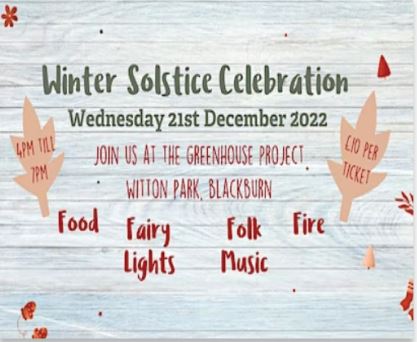 Winter Solstice Celebration
Wednesday 21st December 2022
4PM TILL
7PM
JOIN US AT THE GREENHOUSE PROJECT
WITTON PARK, BLACKBURN
£10 PER
TICKET
Food
Fairy
Lights
Folk
Music
Fire